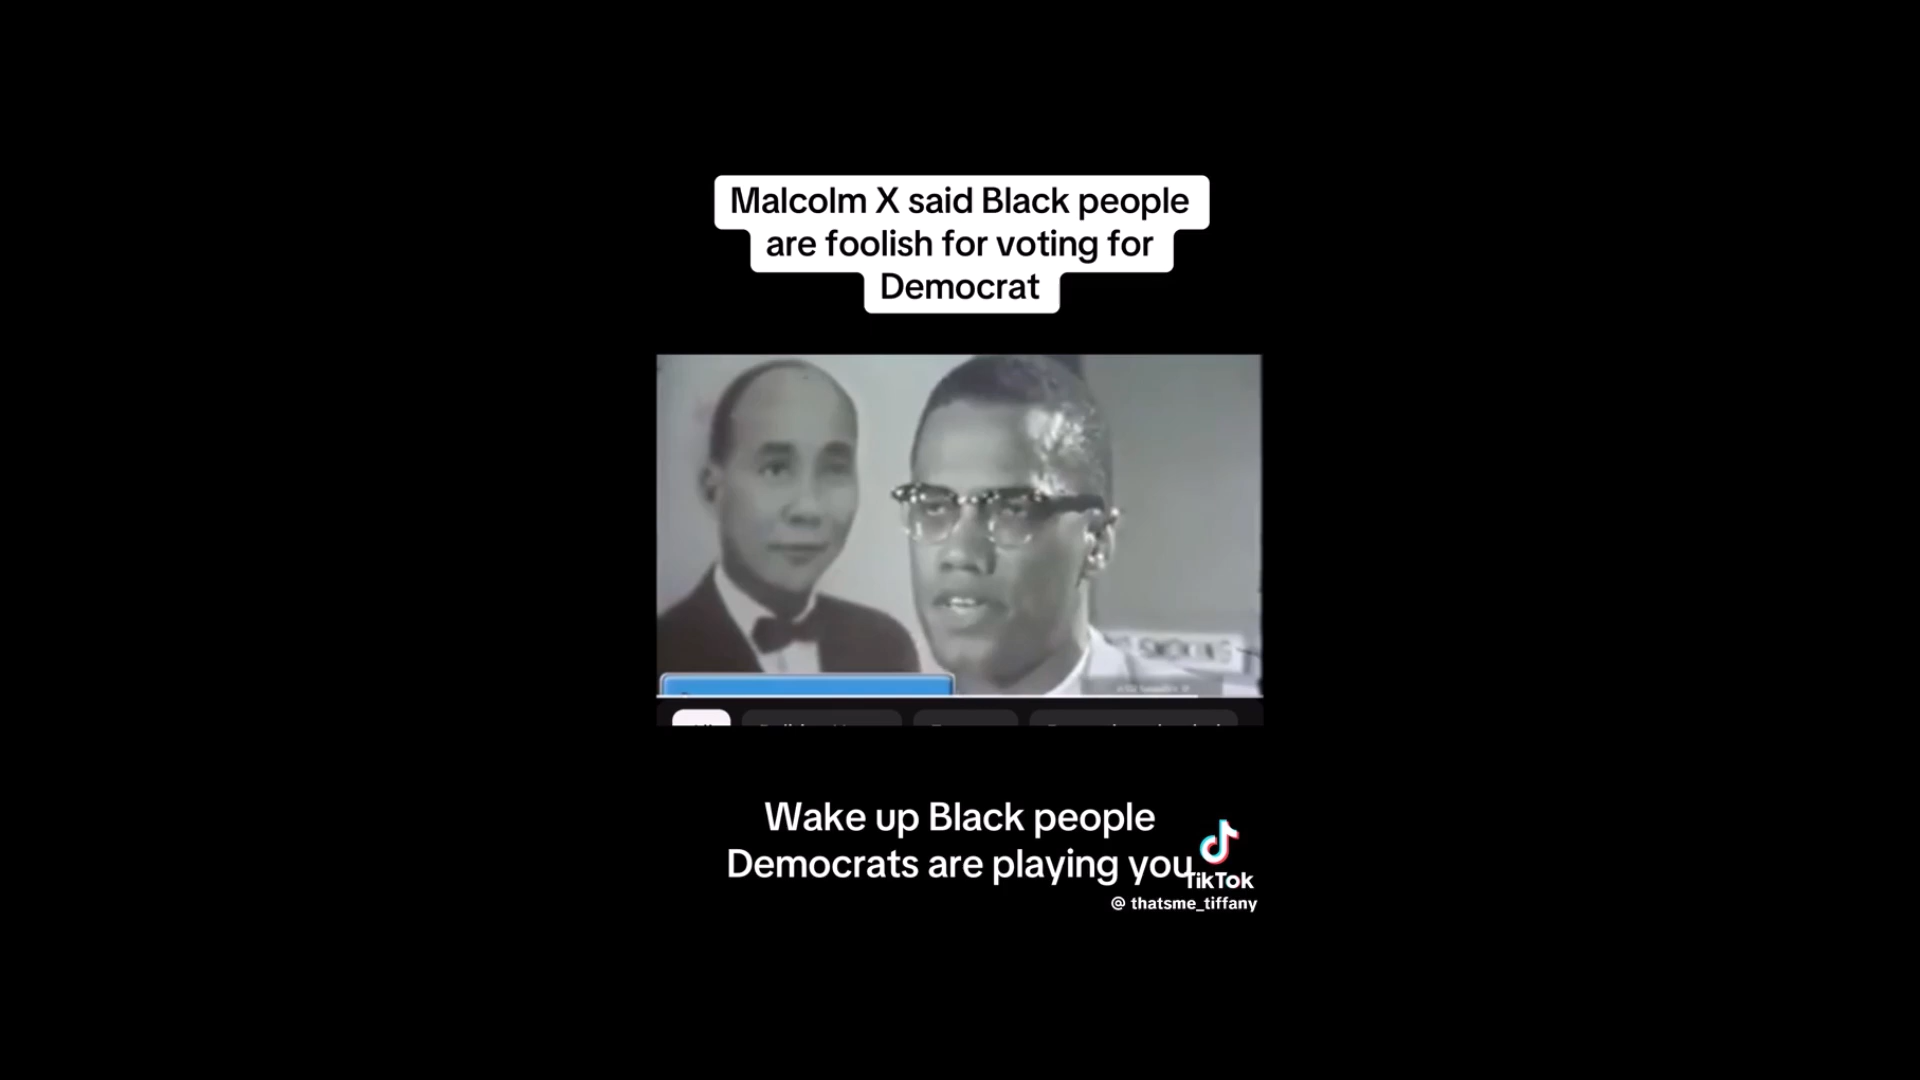 Malcolm X said Black people
are foolish for voting for
Democrat
SMOKING
Wake up Black people
Democrats are playing you
TikTok
@ thatsme_tiffany